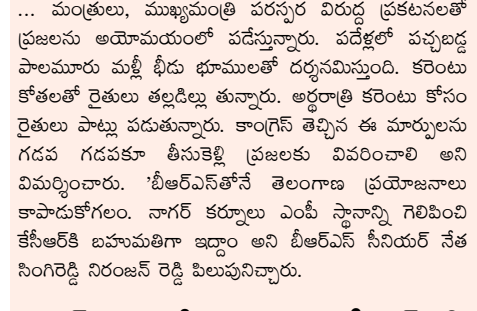 ... మంత్రులు, ముఖ్యమంత్రి పరస్పర విరుద్ద ప్రకటనలతో
ప్రజలను అయోమయంలో పడేస్తున్నారు. పదేళ్లలో పచ్చబడ్డ
పాలమూరు మళ్లీ భీడు భూములతో దర్శనమిస్తుంది. కరెంటు
కోతలతో రైతులు తల్లడిల్లు తున్నారు. అర్థరాత్రి కరెంటు కోసం
రైతులు పాట్లు పడుతున్నారు. కాంగ్రెస్ తెచ్చిన ఈ మార్పులను
గడప గడపకూ తీసుకెళ్లి ప్రజలకు వివరించాలి అని
విమర్శించారు. 'బీఆర్ఎస్‌తోనే తెలంగాణ ప్రయోజనాలు
కాపాడుకోగలం. నాగర్ కర్నూలు ఎంపీ స్థానాన్ని గెలిపించి
కేసీఆర్‌కి బహుమతిగా ఇద్దాం అని బీఆర్ఎస్ సీనియర్ నేత
సింగిరెడ్డి నిరంజన్ రెడ్డి పిలుపునిచ్చారు.